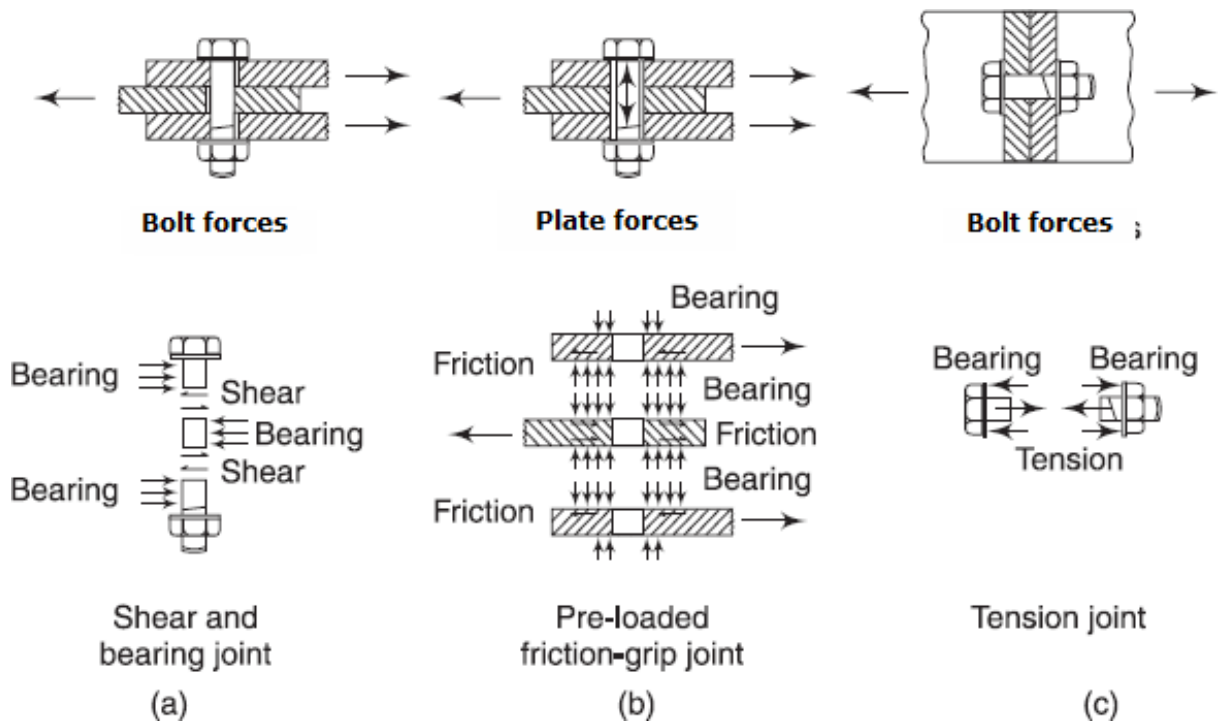 Bolt forces
Plate forces
Bolt forces
s
Bearing
Shear
Bearing
Shear
Bearing
Shear and
bearing joint
(a)
Bearing
Friction
Bearing
Friction
Bearing
Friction
Pre-loaded
friction-grip joint
(b)
Bearing Bearing
Tension
Tension joint
(c)